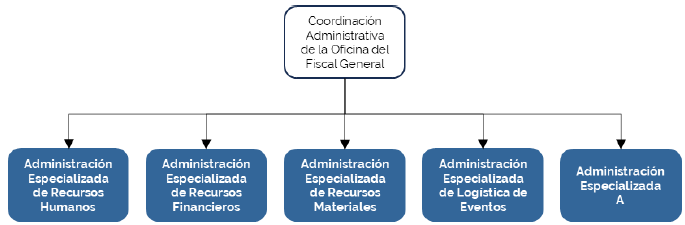 Coordinación
Administrativa
de la Oficina del
Fiscal General
Administración
Especializada
de Recursos
Humanos
Administración
Especializada
de Recursos
Financieros
Administración
Especializada
de Recursos
Materiales
Administración
Especializada
de Logística de
Eventos
Administración
Especializada
A